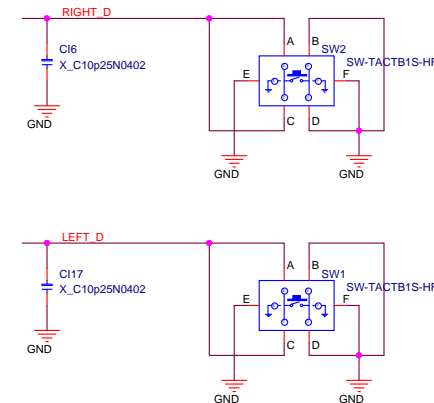 RIGHT_D
CI6
X_C10p25N0402
GND
A
B
SW2
SW-TACTB1S-HF
E
F
C
D
GND
GND
LEFT_D
CI17
X_C10p25N0402
GND
A
B
SW1
SW-TACTB1S-HF
E
F
C
D
GND
GND